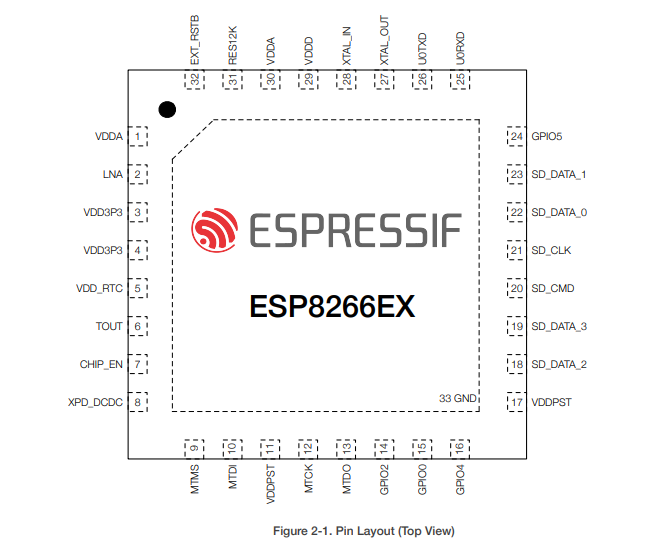 EXT_RSTB
RES12K
VDDA
VDDD
XTAL_IN
XTAL_OUT
U0TXD
U0RXD
32 31 30 29 28 27 26 25
VDDA 1
LNA 2
VDD3P3 3
VDD3P3 4
VDD_RTC 5
TOUT 6
CHIP_EN 7
XPD_DCDC 8
ESPRESSIF
ESP8266EX
33 GND
24 GPIO5
23 SD_DATA_1
22 SD_DATA_0
21 SD_CLK
20 SD_CMD
19 SD_DATA_3
18 SD_DATA_2
17 VDDPST
9 10 11 12 13 14 15 16
MTMS
MTDI
VDDPST
MTCK
MTDO
GPIO2
GPIO0
GPIO4
Figure 2-1. Pin Layout (Top View)